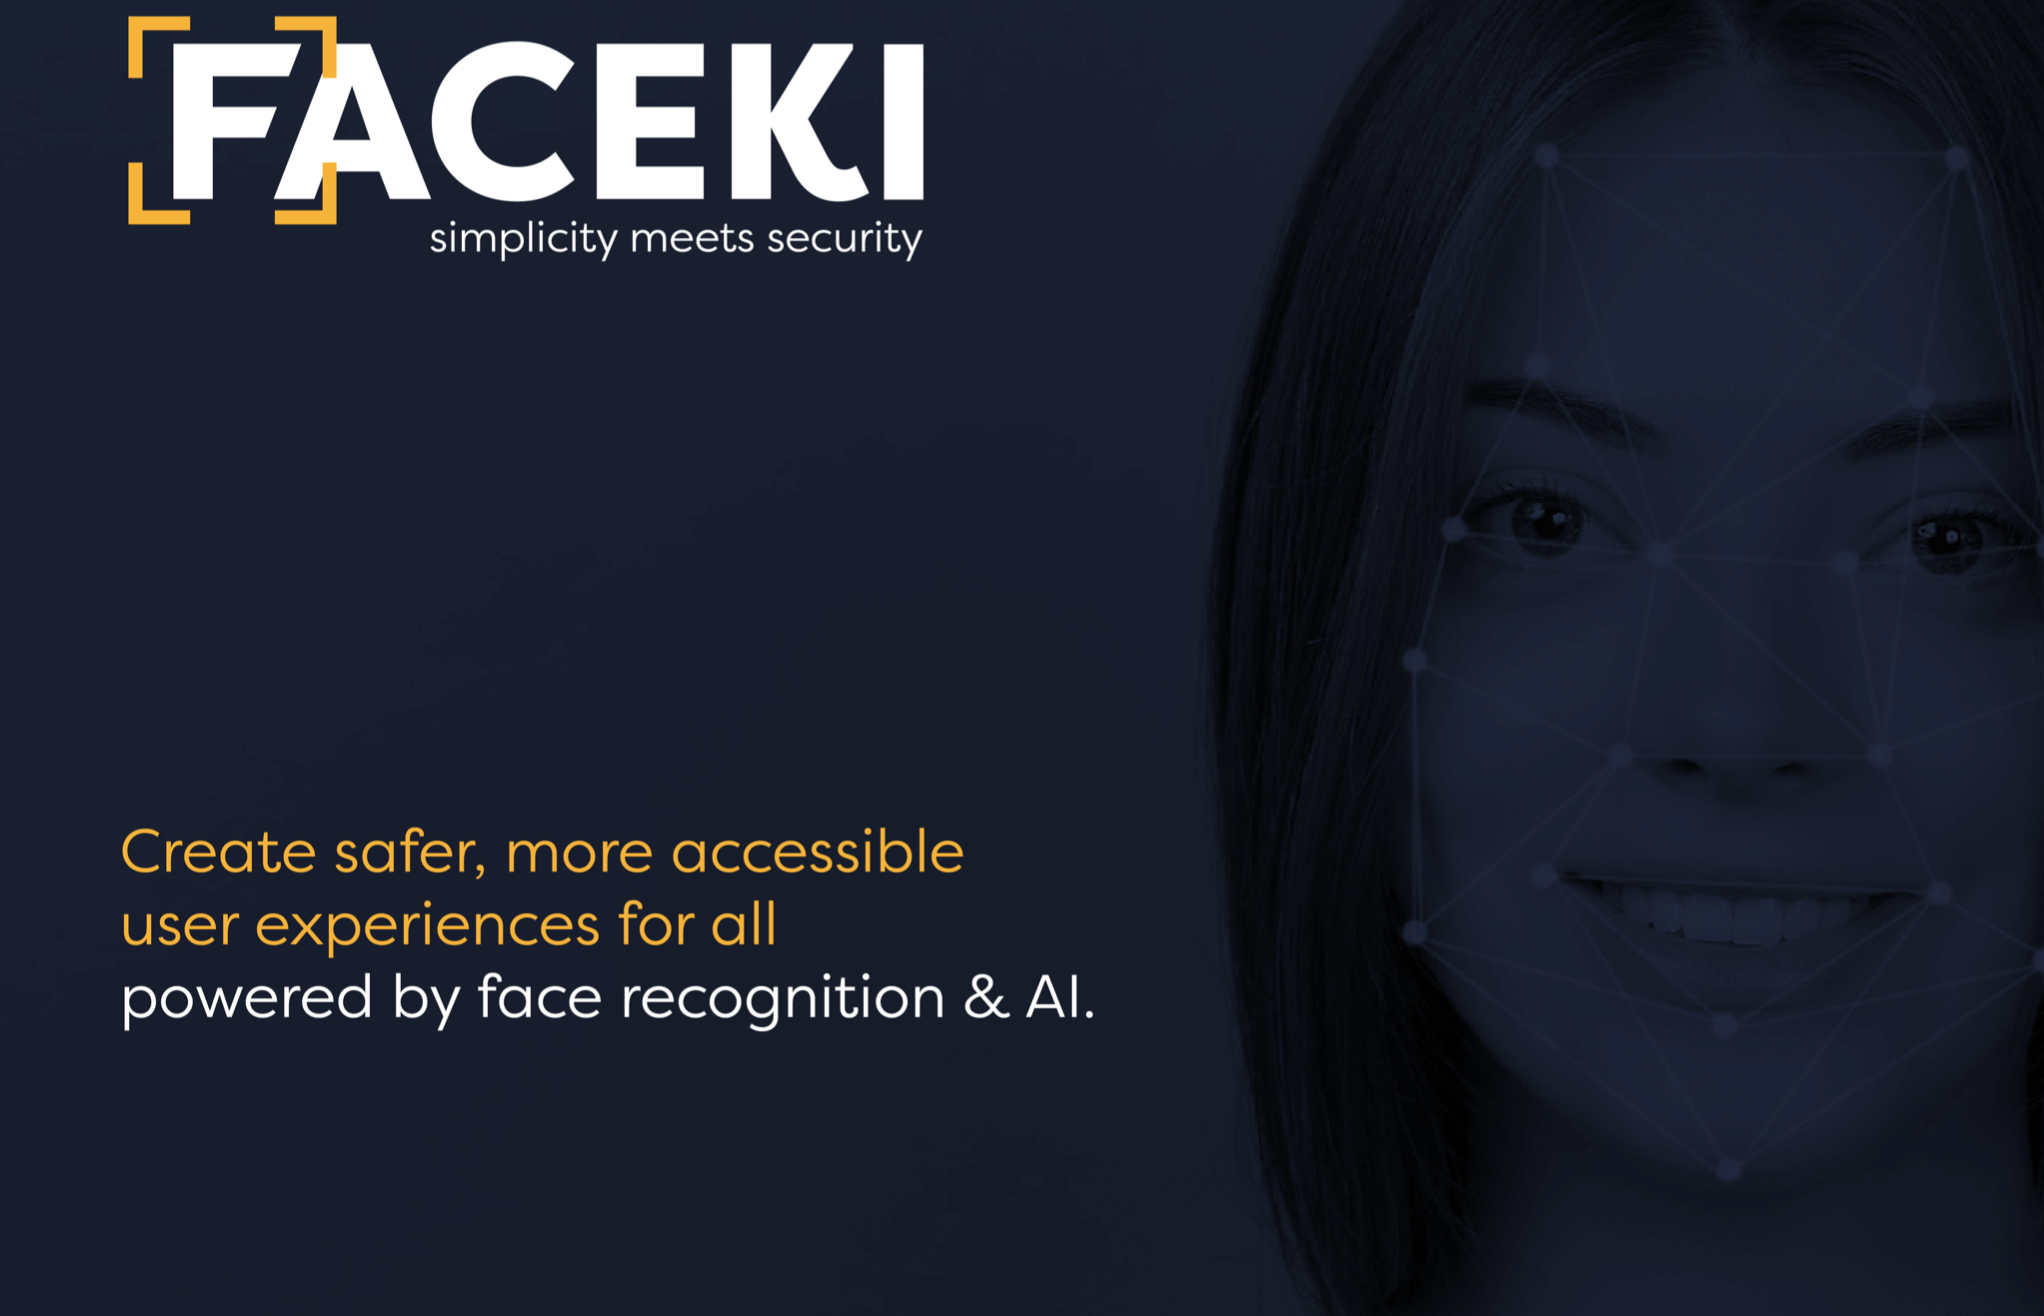 FACEKI
simplicity meets security
Create safer, more accessible
user experiences for all
powered by face recognition & AI.